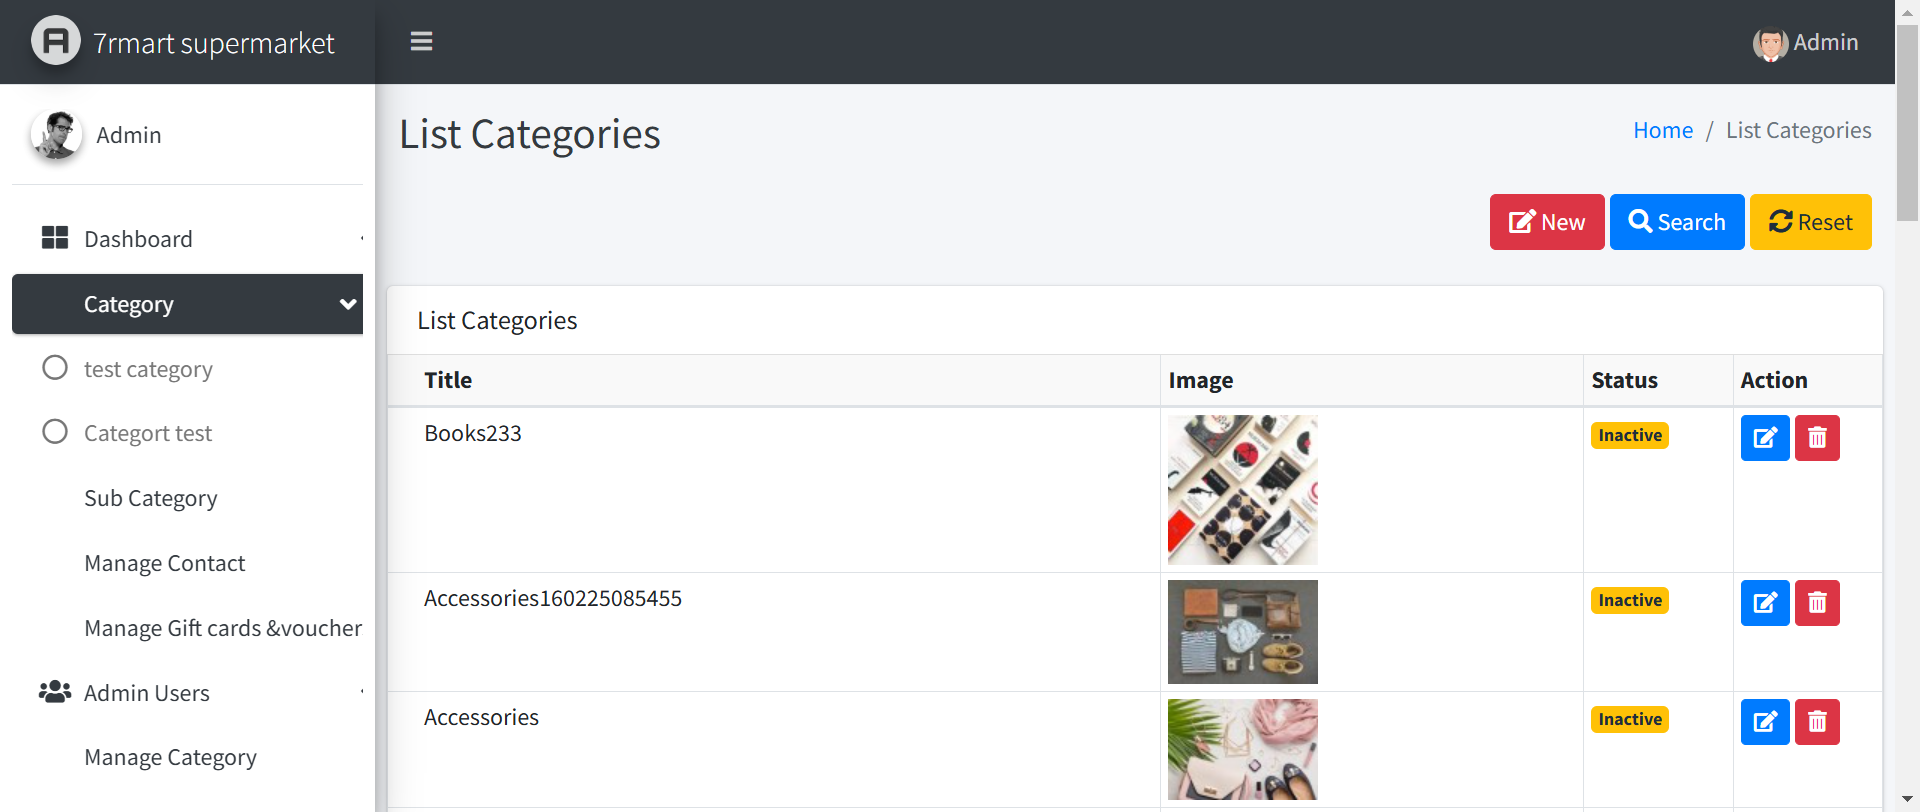 7rmart supermarket
Admin
Admin
List Categories
Home / List Categories
New
Search
Reset
Dashboard
Category
test category
Categort test
Sub Category
Manage Contact
Manage Gift cards &voucher
Admin Users
Manage Category
List Categories
Title Image Status Action
Books233 Inactive
Accessories160225085455 Inactive
Accessories Inactive